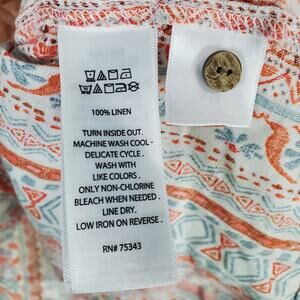 100% LINEN
TURN INSIDE OUT.
MACHINE WASH COOL -
DELICATE CYCLE .
WASH WITH
LIKE COLORS .
ONLY NON-CHLORINE
BLEACH WHEN NEEDED .
LINE DRY.
LOW IRON ON REVERSE .
RN# 75343